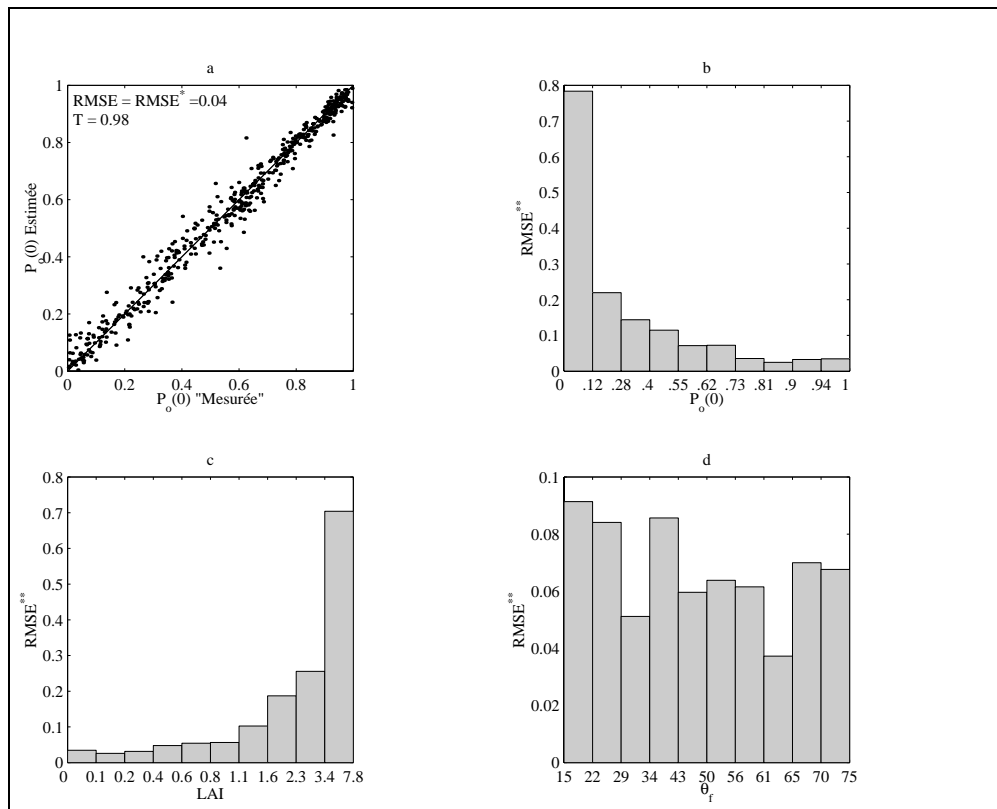 a
RMSE = RMSE* =0.04
T = 0.98
1
0.8
0.6
0.4
0.2
0
P_o(0) Estimée
0 0.2 0.4 0.6 0.8 1
P_o(0) "Mesurée"
b
0.8
0.7
0.6
0.5
0.4
0.3
0.2
0.1
0
RMSE**
0 .12 .28 .4 .55 .62 .73 .81 .9 .94 1
P_o(0)
c
0.8
0.7
0.6
0.5
0.4
0.3
0.2
0.1
0
RMSE**
0 0.1 0.2 0.4 0.6 0.8 1.1 1.6 2.3 3.4 7.8
LAI
d
0.1
0.08
0.06
0.04
0.02
0
RMSE**
15 22 29 34 43 50 56 61 65 70 75
θ_f